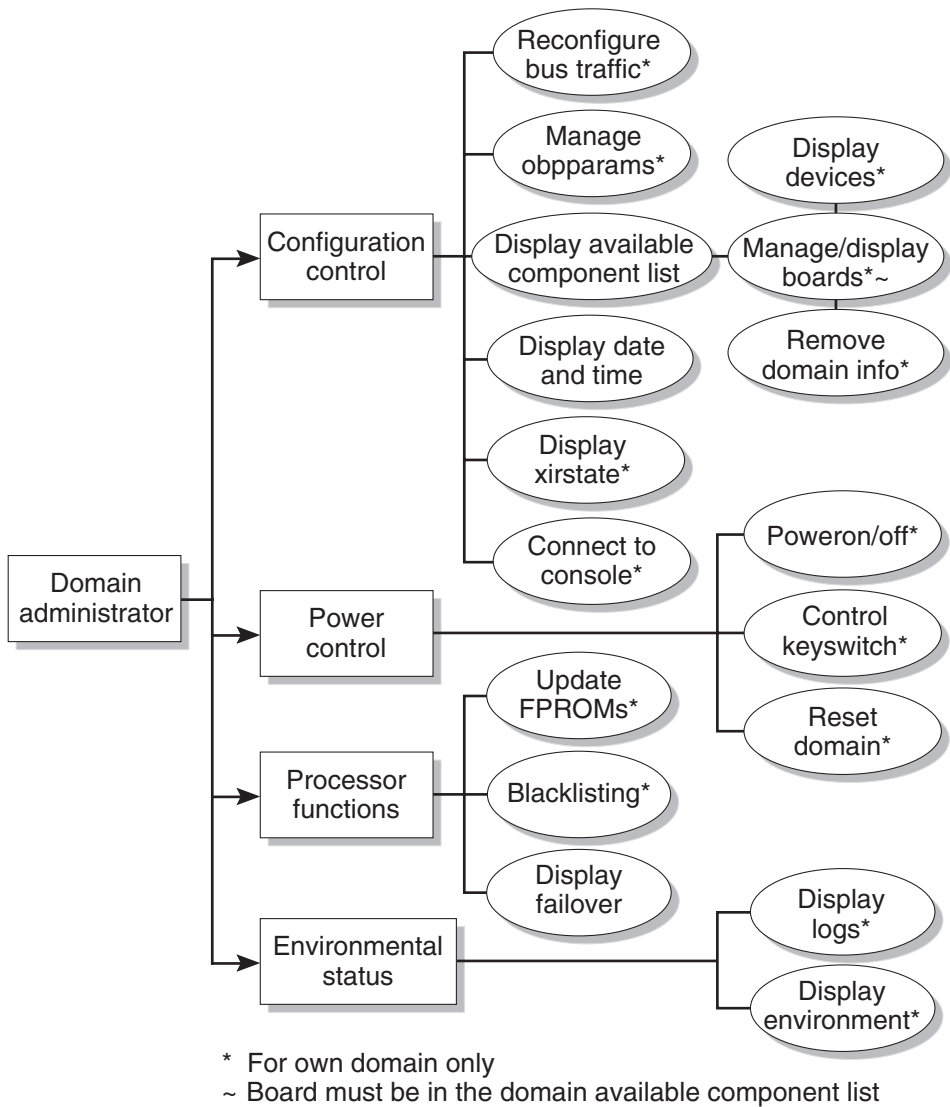 Reconfigure
bus traffic*
Manage
obpparams*
Display
devices*
Configuration
control
Display available
component list
Manage/display
boards*~
Display date
and time
Remove
domain info*
Display
xirstate*
Connect to
console*
Poweron/off*
Domain
administrator
Power
control
Control
keyswitch*
Update
FPROMs*
Reset
domain*
Processor
functions
Blacklisting*
Display
failover
Display
logs*
Environmental
status
Display
environment*
* For own domain only
~ Board must be in the domain available component list